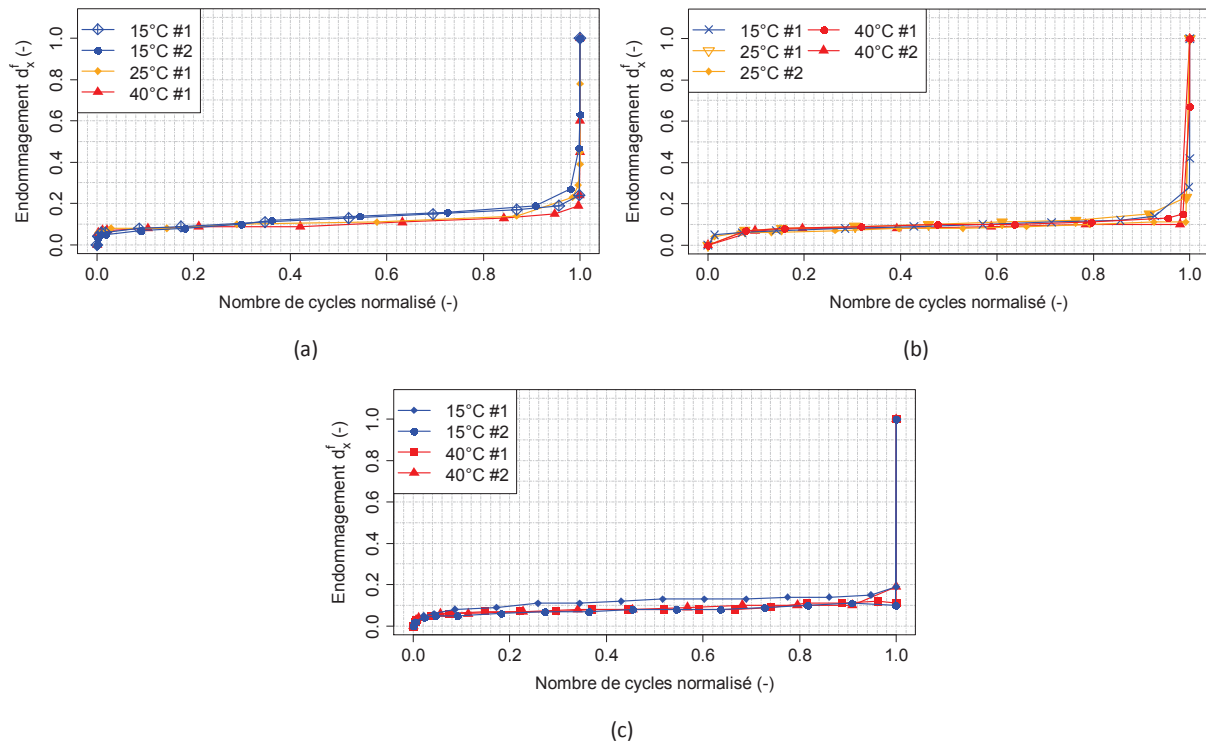 15°C #1
15°C #2
25°C #1
40°C #1
Endommagement d_x^f (-)
0.0 0.2 0.4 0.6 0.8 1.0
0.0 0.2 0.4 0.6 0.8 1.0
Nombre de cycles normalisé (-)
(a)
15°C #1 40°C #1
25°C #1 40°C #2
25°C #2
Endommagement d_x^f (-)
0.0 0.2 0.4 0.6 0.8 1.0
0.0 0.2 0.4 0.6 0.8 1.0
Nombre de cycles normalisé (-)
(b)
15°C #1
15°C #2
40°C #1
40°C #2
Endommagement d_x^f (-)
0.0 0.2 0.4 0.6 0.8 1.0
0.0 0.2 0.4 0.6 0.8 1.0
Nombre de cycles normalisé (-)
(c)